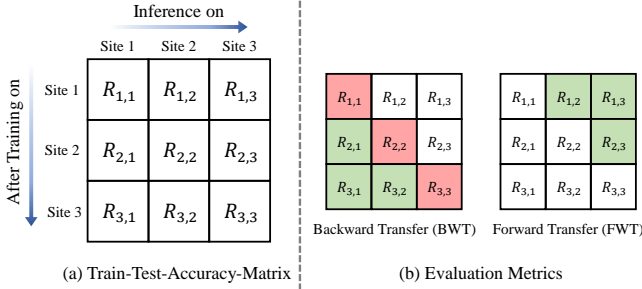 Inference on
Site 1 Site 2 Site 3
After Training on
Site 1 R1,1 R1,2 R1,3
Site 2 R2,1 R2,2 R2,3
Site 3 R3,1 R3,2 R3,3
(a) Train-Test-Accuracy-Matrix
R1,1 R1,2 R1,3
R2,1 R2,2 R2,3
R3,1 R3,2 R3,3
Backward Transfer (BWT)
R1,1 R1,2 R1,3
R2,1 R2,2 R2,3
R3,1 R3,2 R3,3
Forward Transfer (FWT)
(b) Evaluation Metrics